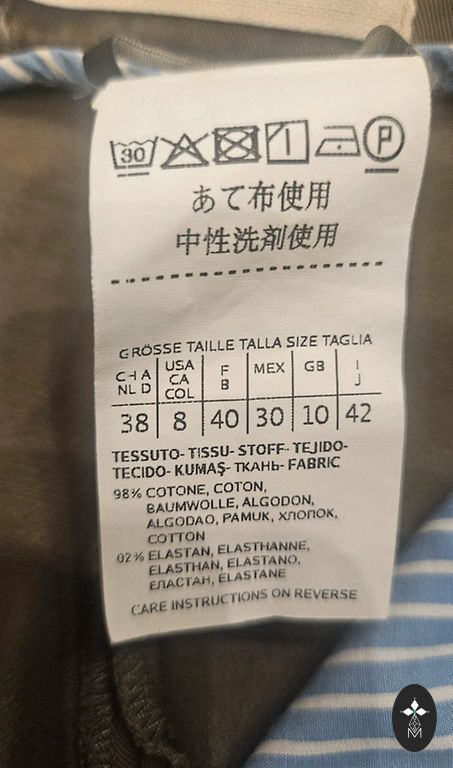 30 P
あて布使用
中性洗剤使用
GRÖSSE TAILLE TALLA SIZE TAGLIA
CH A NL D | USA CA COL | F B | MEX | GB | I J
38 | 8 | 40 | 30 | 10 | 42
TESSUTO- TISSU- STOFF- TEJIDO-
TECIDO- KUMAŞ- ТКАНЬ- FABRIC
98% COTONE, COTON,
BAUMWOLLE, ALGODON,
ALGODAO, PAMUK, ХЛОПОК,
COTTON
02% ELASTAN, ELASTHANNE,
ELASTHAN, ELASTANO,
ЕЛАСТАН, ELASTANE
CARE INSTRUCTIONS ON REVERSE
M